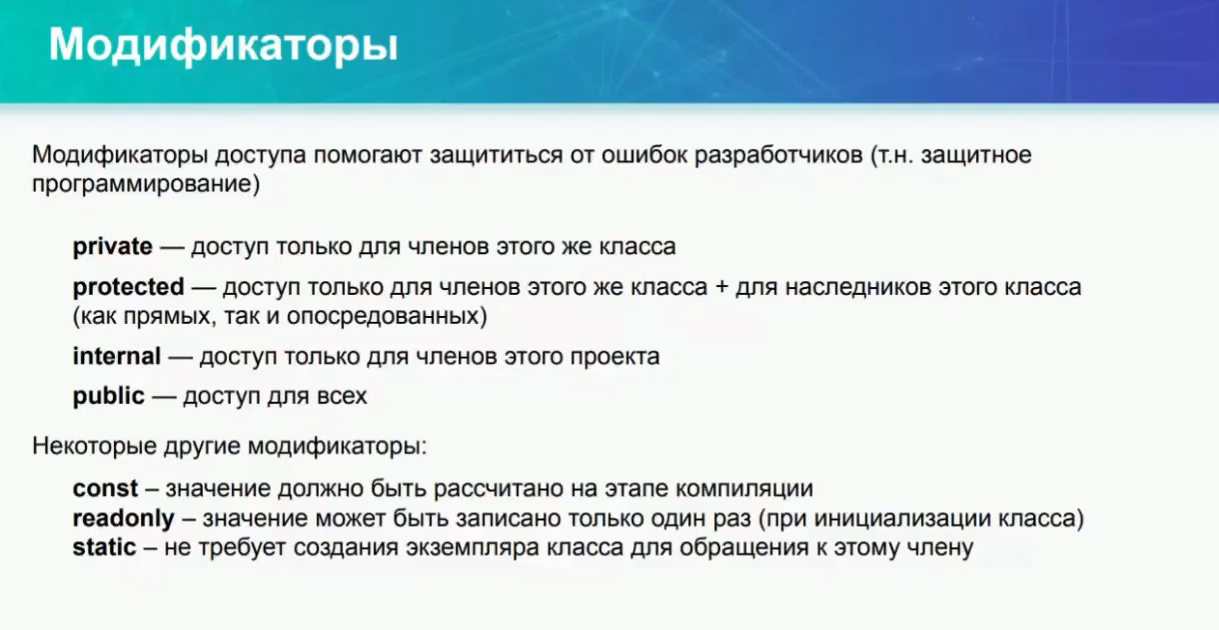 Модификаторы
Модификаторы доступа помогают защититься от ошибок разработчиков (т.н. защитное
программирование)
private — доступ только для членов этого же класса
protected — доступ только для членов этого же класса + для наследников этого класса
(как прямых, так и опосредованных)
internal — доступ только для членов этого проекта
public — доступ для всех
Некоторые другие модификаторы:
const – значение должно быть рассчитано на этапе компиляции
readonly – значение может быть записано только один раз (при инициализации класса)
static – не требует создания экземпляра класса для обращения к этому члену